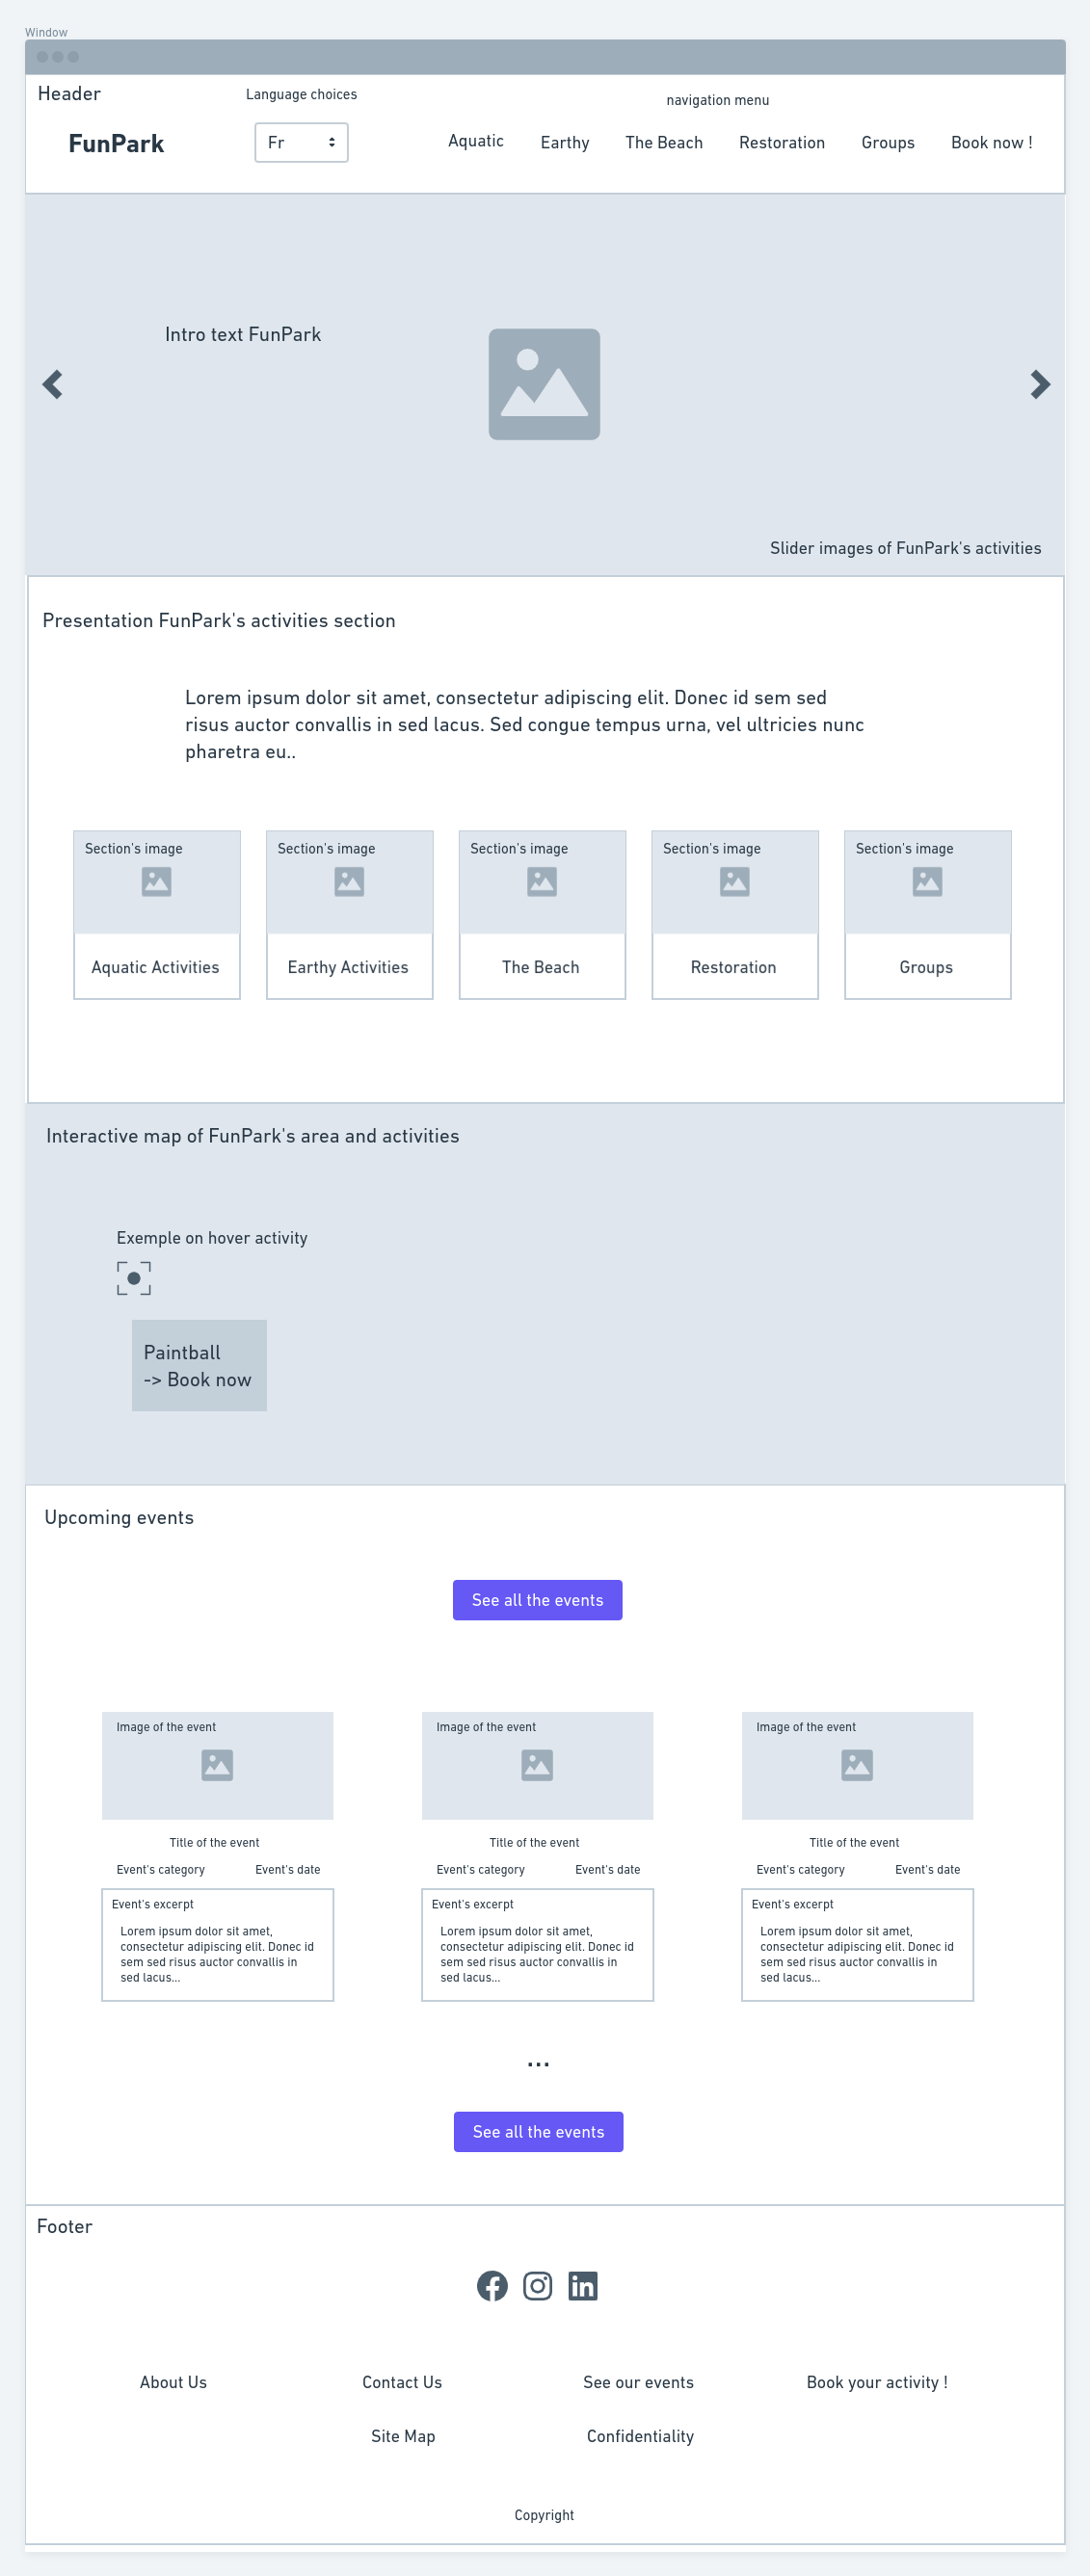 Window
Header
Language choices
navigation menu
FunPark
Fr
Aquatic
Earthy
The Beach
Restoration
Groups
Book now !
Intro text FunPark
Slider images of FunPark's activities
Presentation FunPark's activities section
Lorem ipsum dolor sit amet, consectetur adipiscing elit. Donec id sem sed
risus auctor convallis in sed lacus. Sed congue tempus urna, vel ultricies nunc
pharetra eu..
Section's image
Section's image
Section's image
Section's image
Section's image
Aquatic Activities
Earthy Activities
The Beach
Restoration
Groups
Interactive map of FunPark's area and activities
Exemple on hover activity
Paintball
-> Book now
Upcoming events
See all the events
Image of the event
Title of the event
Event's category
Event's date
Event's excerpt
Lorem ipsum dolor sit amet,
consectetur adipiscing elit. Donec id
sem sed risus auctor convallis in
sed lacus...
Image of the event
Title of the event
Event's category
Event's date
Event's excerpt
Lorem ipsum dolor sit amet,
consectetur adipiscing elit. Donec id
sem sed risus auctor convallis in
sed lacus...
Image of the event
Title of the event
Event's category
Event's date
Event's excerpt
Lorem ipsum dolor sit amet,
consectetur adipiscing elit. Donec id
sem sed risus auctor convallis in
sed lacus...
...
See all the events
Footer
About Us
Contact Us
See our events
Book your activity !
Site Map
Confidentiality
Copyright